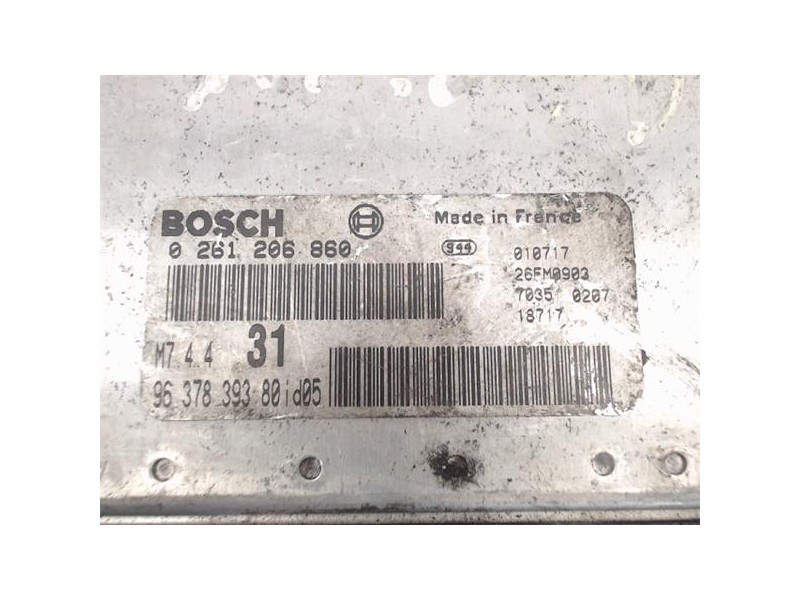 BOSCH
Made in France
0 261 206 860
944
010717
26FM0903
7035 0207
18717
M7.4.4 31
96 378 393 80 id05